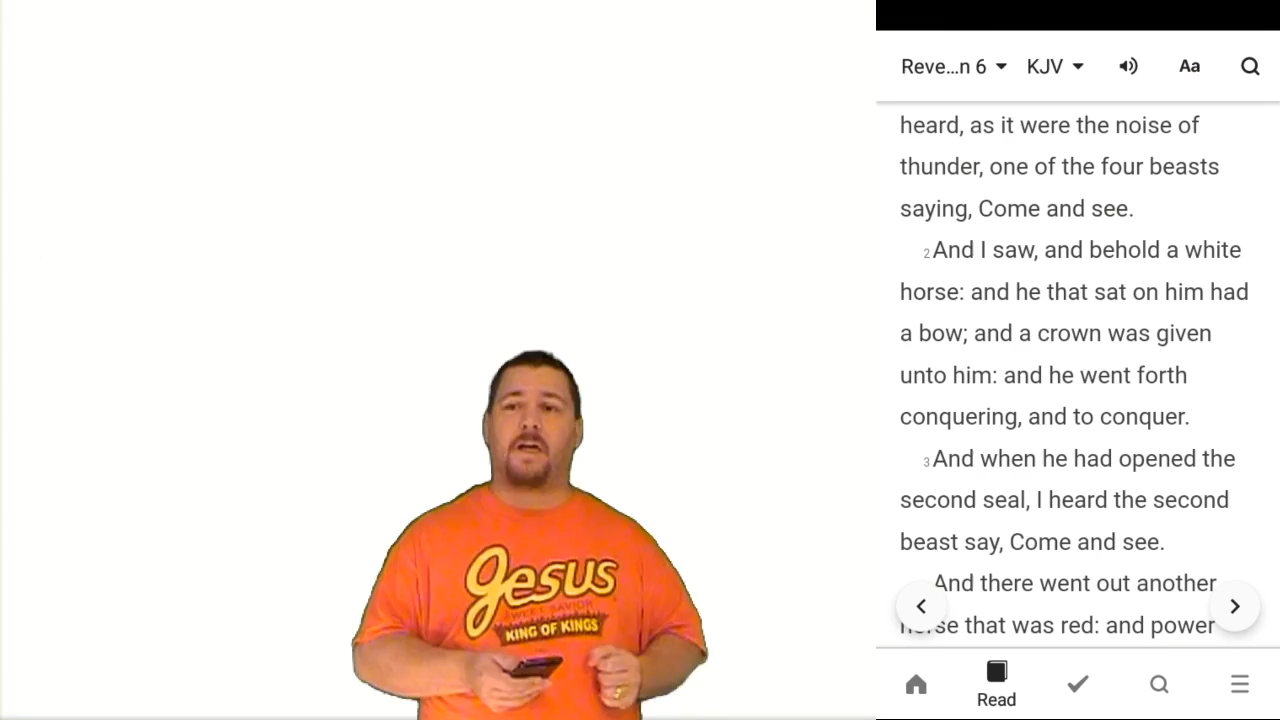 Jesus
SWEET SAVIOR
KING OF KINGS
Reve...n 6 KJV Aa
heard, as it were the noise of
thunder, one of the four beasts
saying, Come and see.
2 And I saw, and behold a white
horse: and he that sat on him had
a bow; and a crown was given
unto him: and he went forth
conquering, and to conquer.
3 And when he had opened the
second seal, I heard the second
beast say, Come and see.
And there went out another
horse that was red: and power
Read